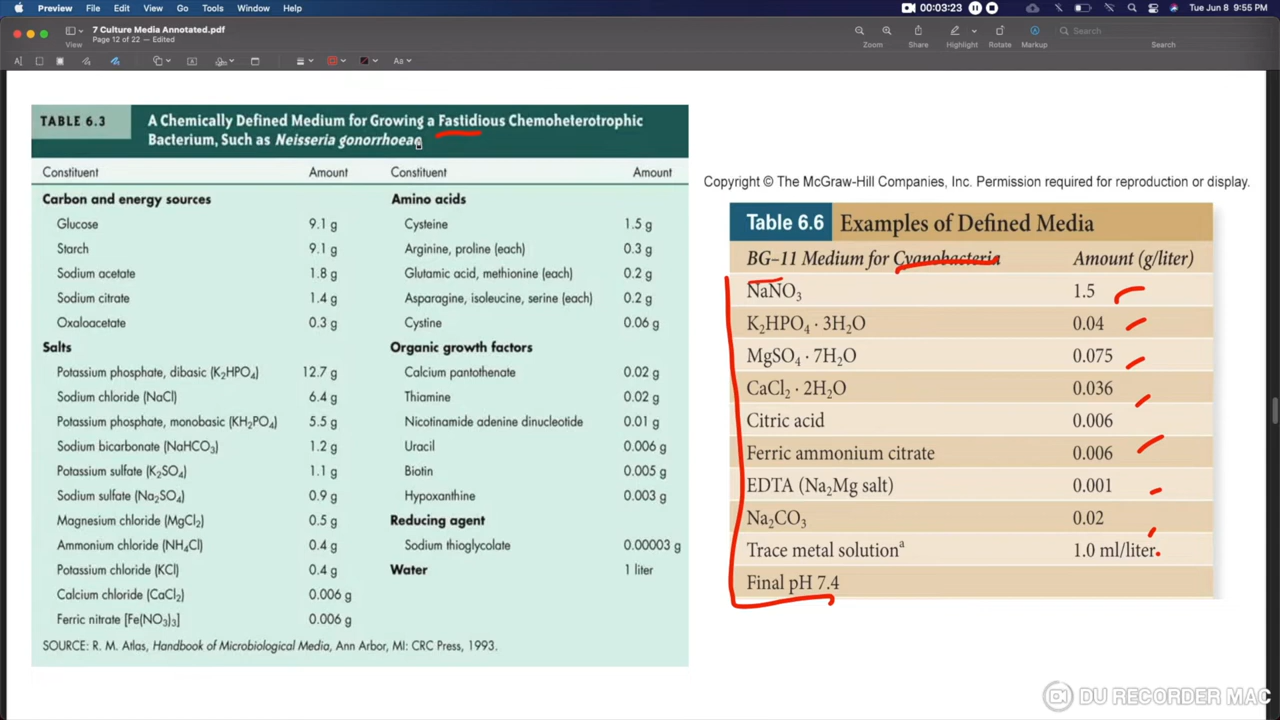 Preview File Edit View Go Tools Window Help 00:03:23 Tue Jun 8 9:55 PM
7 Culture Media Annotated.pdf
Page 12 of 22 — Edited
View Zoom Share Highlight Rotate Markup Search Search
TABLE 6.3 A Chemically Defined Medium for Growing a Fastidious Chemoheterotrophic
Bacterium, Such as Neisseria gonorrhoeae
Constituent Amount Constituent Amount
Carbon and energy sources Amino acids
Glucose 9.1 g Cysteine 1.5 g
Starch 9.1 g Arginine, proline (each) 0.3 g
Sodium acetate 1.8 g Glutamic acid, methionine (each) 0.2 g
Sodium citrate 1.4 g Asparagine, isoleucine, serine (each) 0.2 g
Oxaloacetate 0.3 g Cystine 0.06 g
Salts Organic growth factors
Potassium phosphate, dibasic (K₂HPO₄) 12.7 g Calcium pantothenate 0.02 g
Sodium chloride (NaCl) 6.4 g Thiamine 0.02 g
Potassium phosphate, monobasic (KH₂PO₄) 5.5 g Nicotinamide adenine dinucleotide 0.01 g
Sodium bicarbonate (NaHCO₃) 1.2 g Uracil 0.006 g
Potassium sulfate (K₂SO₄) 1.1 g Biotin 0.005 g
Sodium sulfate (Na₂SO₄) 0.9 g Hypoxanthine 0.003 g
Magnesium chloride (MgCl₂) 0.5 g Reducing agent
Ammonium chloride (NH₄Cl) 0.4 g Sodium thioglycolate 0.00003 g
Potassium chloride (KCl) 0.4 g Water 1 liter
Calcium chloride (CaCl₂) 0.006 g
Ferric nitrate [Fe(NO₃)₃] 0.006 g
SOURCE: R. M. Atlas, Handbook of Microbiological Media, Ann Arbor, MI: CRC Press, 1993.
Copyright © The McGraw-Hill Companies, Inc. Permission required for reproduction or display.
Table 6.6 Examples of Defined Media
BG–11 Medium for Cyanobacteria Amount (g/liter)
NaNO₃ 1.5
K₂HPO₄ · 3H₂O 0.04
MgSO₄ · 7H₂O 0.075
CaCl₂ · 2H₂O 0.036
Citric acid 0.006
Ferric ammonium citrate 0.006
EDTA (Na₂Mg salt) 0.001
Na₂CO₃ 0.02
Trace metal solutionᵃ 1.0 ml/liter
Final pH 7.4
DU RECORDER MAC